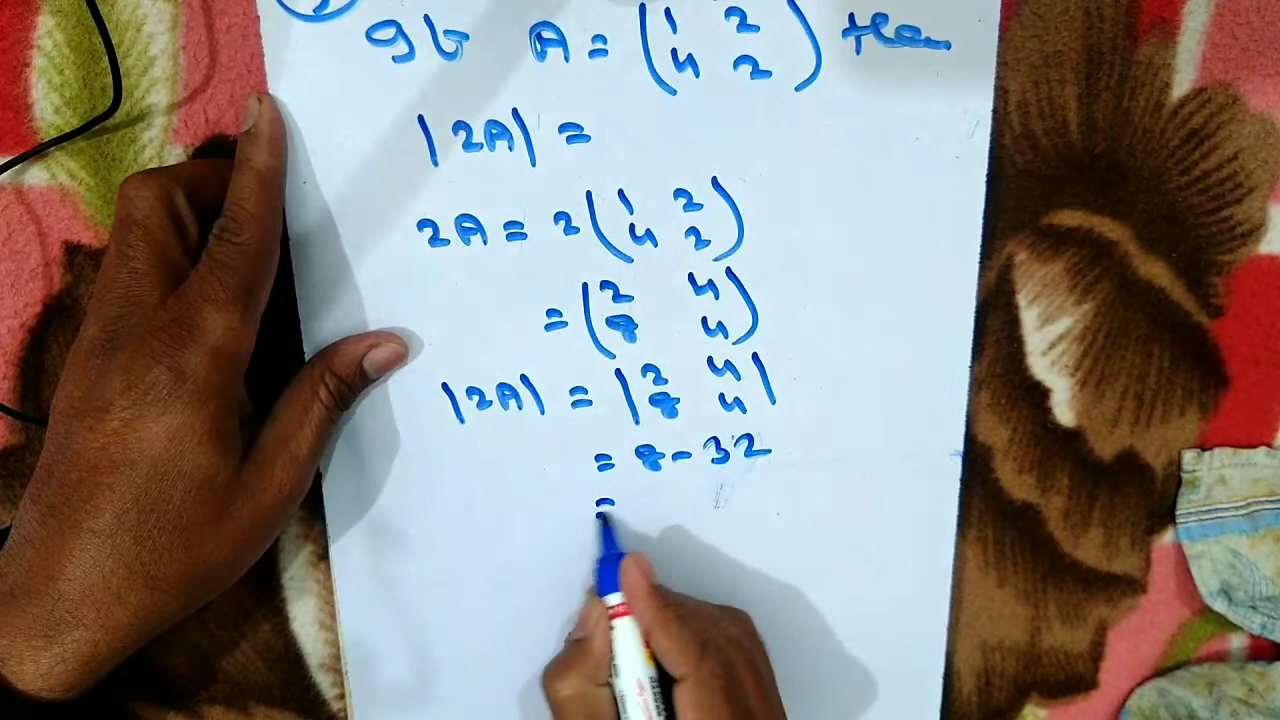 If A = (1 2 4 2) then
|2A| =
2A = 2(1 2 4 2)
= (2 4 8 4)
|2A| = |2 4 8 4|
= 8 - 32
=